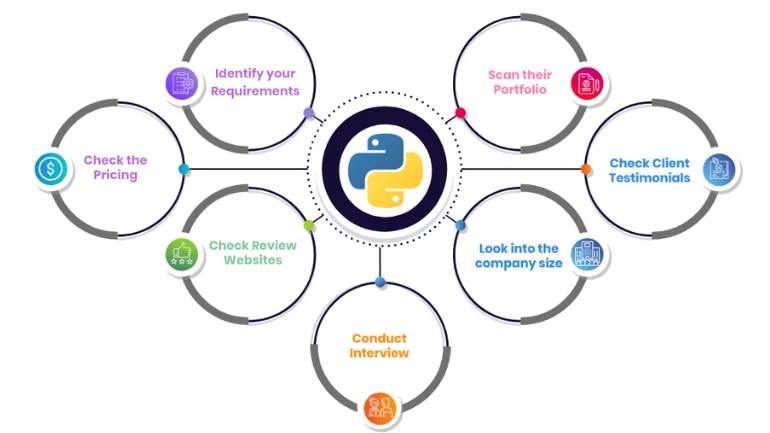 Identify your
Requirements
Scan their
Portfolio
Check the
Pricing
Check Client
Testimonials
Check Review
Websites
Look into the
company size
Conduct
Interview